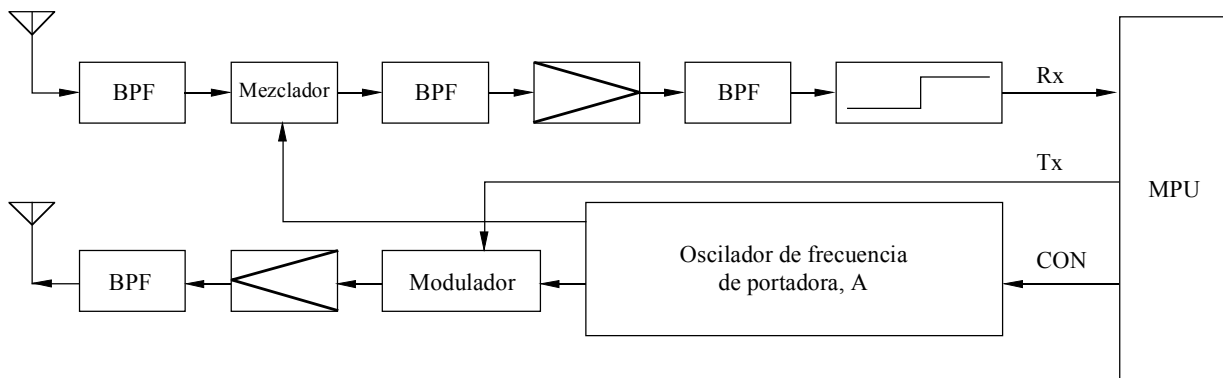 BPF
Mezclador
BPF
BPF
Rx
Tx
MPU
BPF
Modulador
Oscilador de frecuencia
de portadora, A
CON